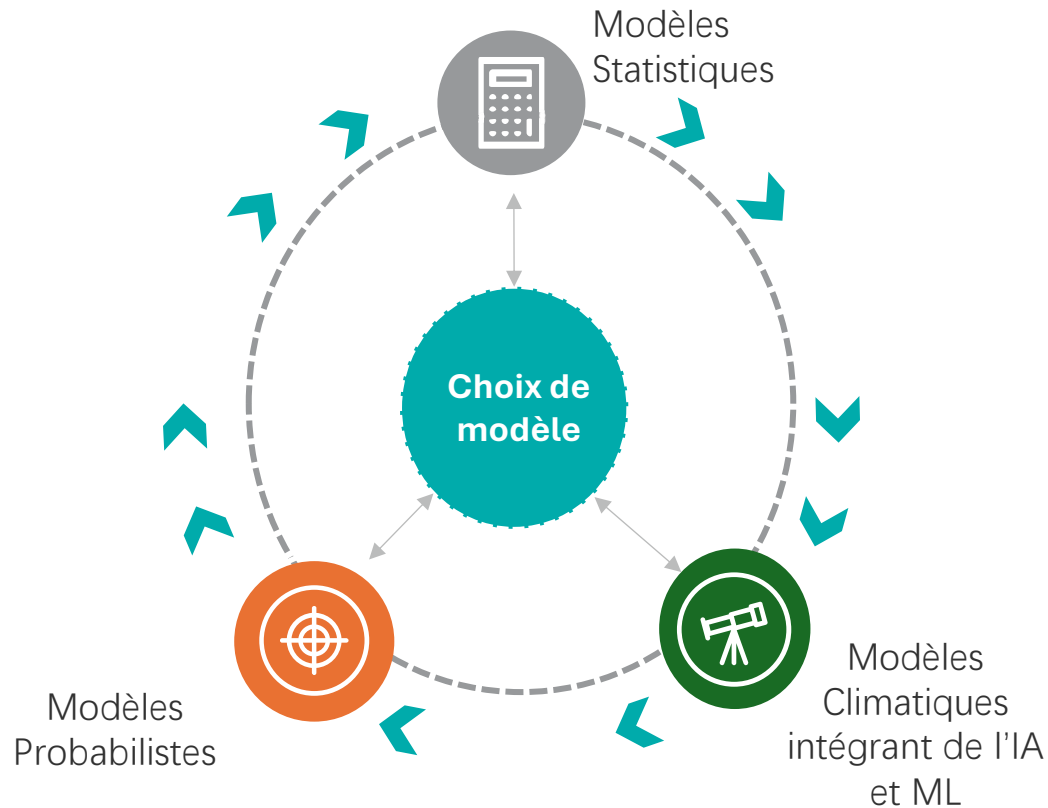 Modèles
Statistiques
Choix de
modèle
Modèles
Probabilistes
Modèles
Climatiques
intégrant de l’IA
et ML